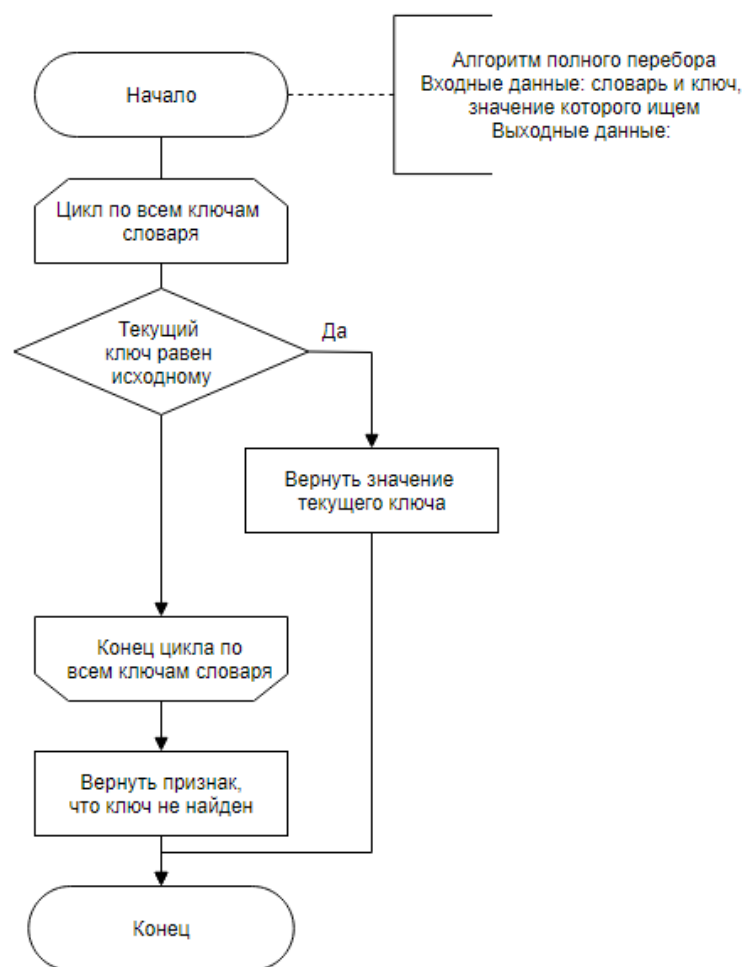 Начало
Алгоритм полного перебора
Входные данные: словарь и ключ,
значение которого ищем
Выходные данные:
Цикл по всем ключам
словаря
Текущий
ключ равен
исходному
Да
Вернуть значение
текущего ключа
Конец цикла по
всем ключам словаря
Вернуть признак,
что ключ не найден
Конец